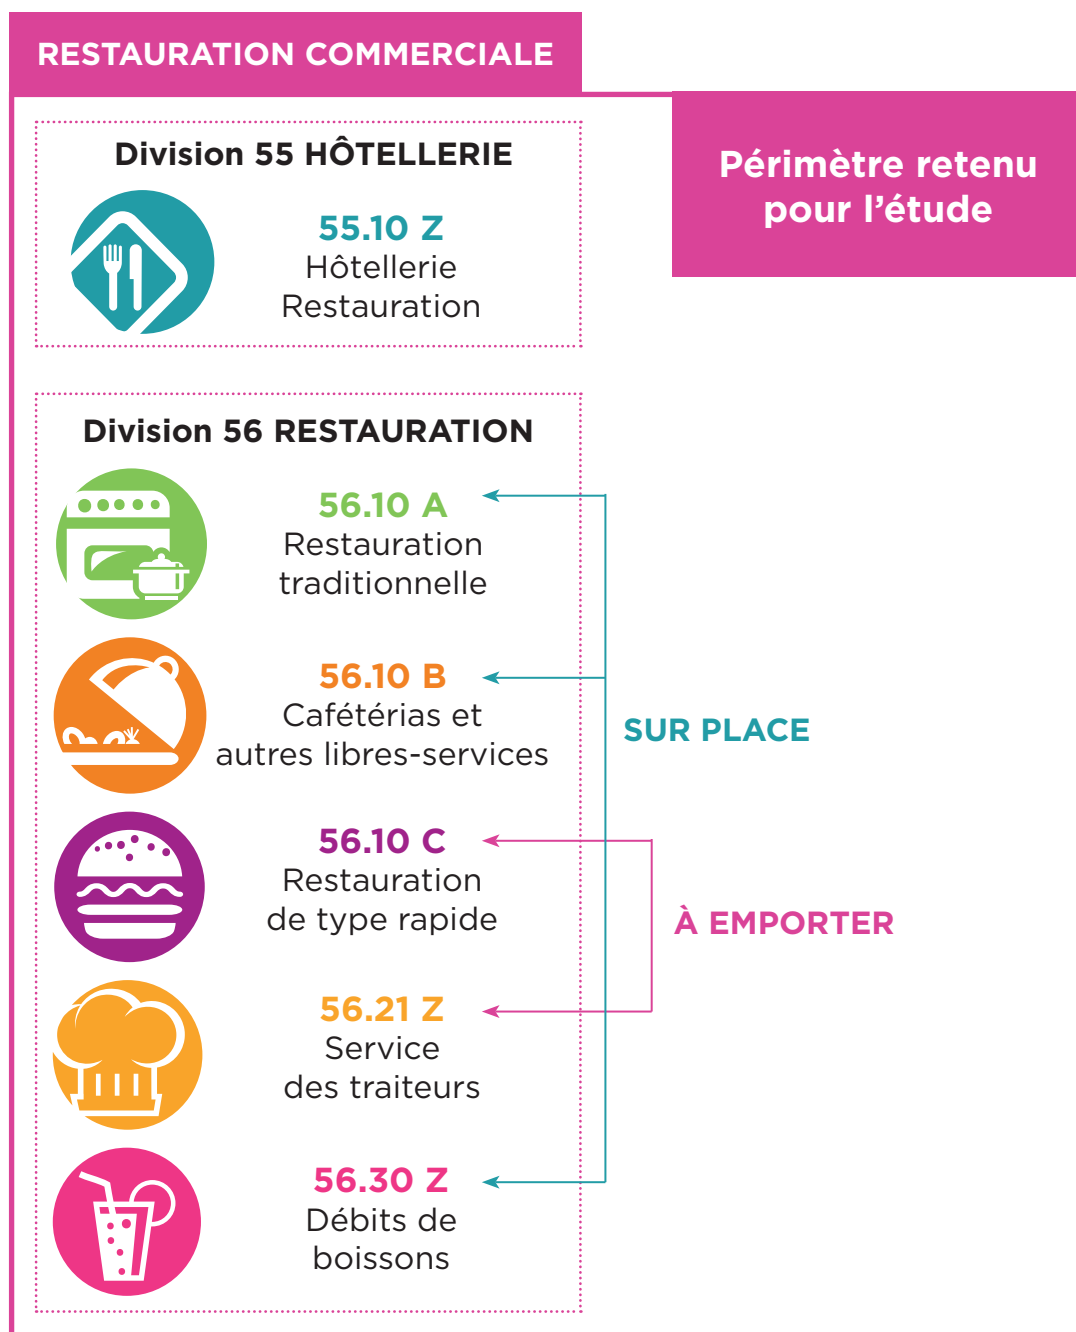 RESTAURATION COMMERCIALE
Périmètre retenu
pour l’étude
Division 55 HÔTELLERIE
55.10 Z
Hôtellerie
Restauration
Division 56 RESTAURATION
56.10 A
Restauration
traditionnelle
56.10 B
Cafétérias et
autres libres-services
SUR PLACE
56.10 C
Restauration
de type rapide
À EMPORTER
56.21 Z
Service
des traiteurs
56.30 Z
Débits de
boissons